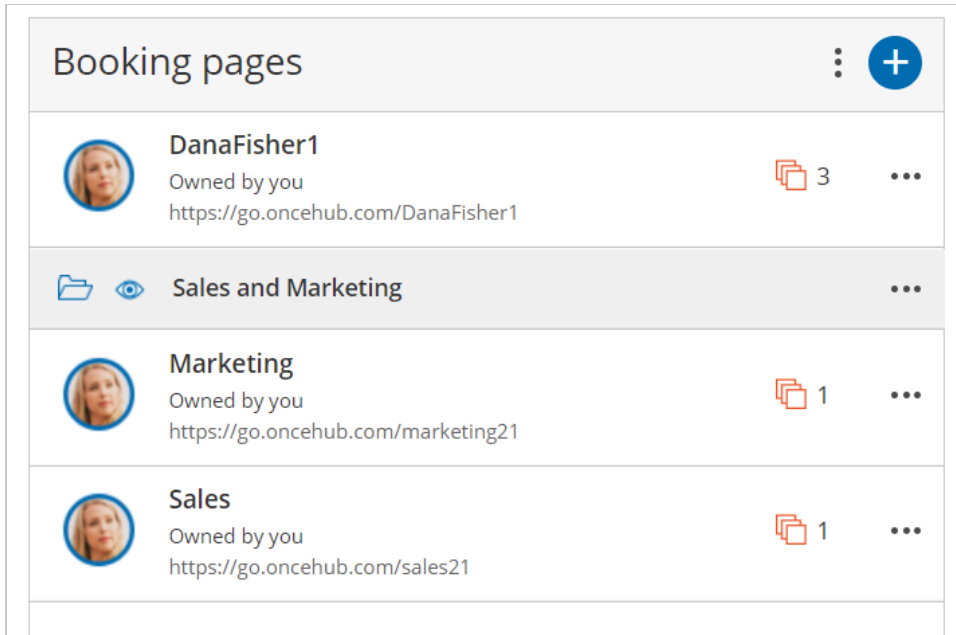 Booking pages
DanaFisher1
Owned by you
https://go.oncehub.com/DanaFisher1
3
Sales and Marketing
Marketing
Owned by you
https://go.oncehub.com/marketing21
1
Sales
Owned by you
https://go.oncehub.com/sales21
1